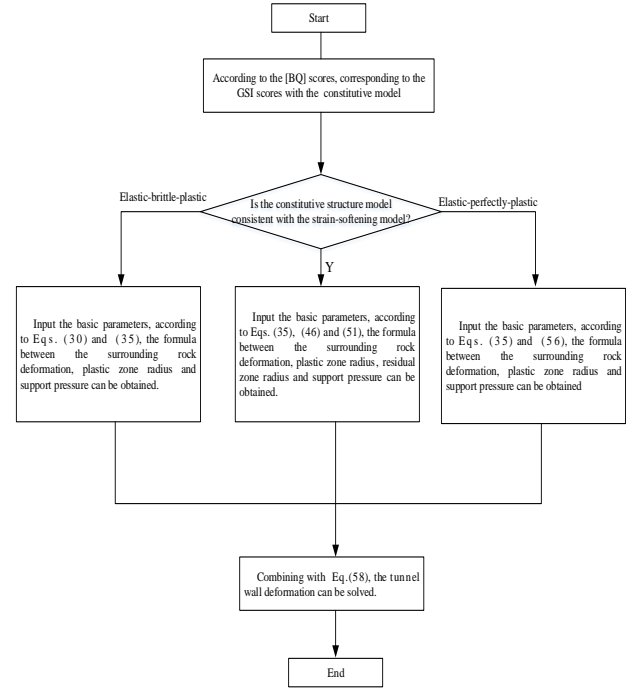 Start
According to the [BQ] scores, corresponding to the
GSI scores with the constitutive model
Elastic-brittle-plastic
Is the constitutive structure model
consistent with the strain-softening model?
Elastic-perfectly-plastic
Y
Input the basic parameters, according
to Eqs. (30) and (35), the formula
between the surrounding rock
deformation, plastic zone radius and
support pressure can be obtained.
Input the basic parameters, according
to Eqs. (35), (46) and (51), the formula
between the surrounding rock
deformation, plastic zone radius, residual
zone radius and support pressure can be
obtained.
Input the basic parameters, according
to Eqs. (35) and (56), the formula
between the surrounding rock
deformation, plastic zone radius and
support pressure can be obtained
Combining with Eq.(58), the tunnel
wall deformation can be solved.
End